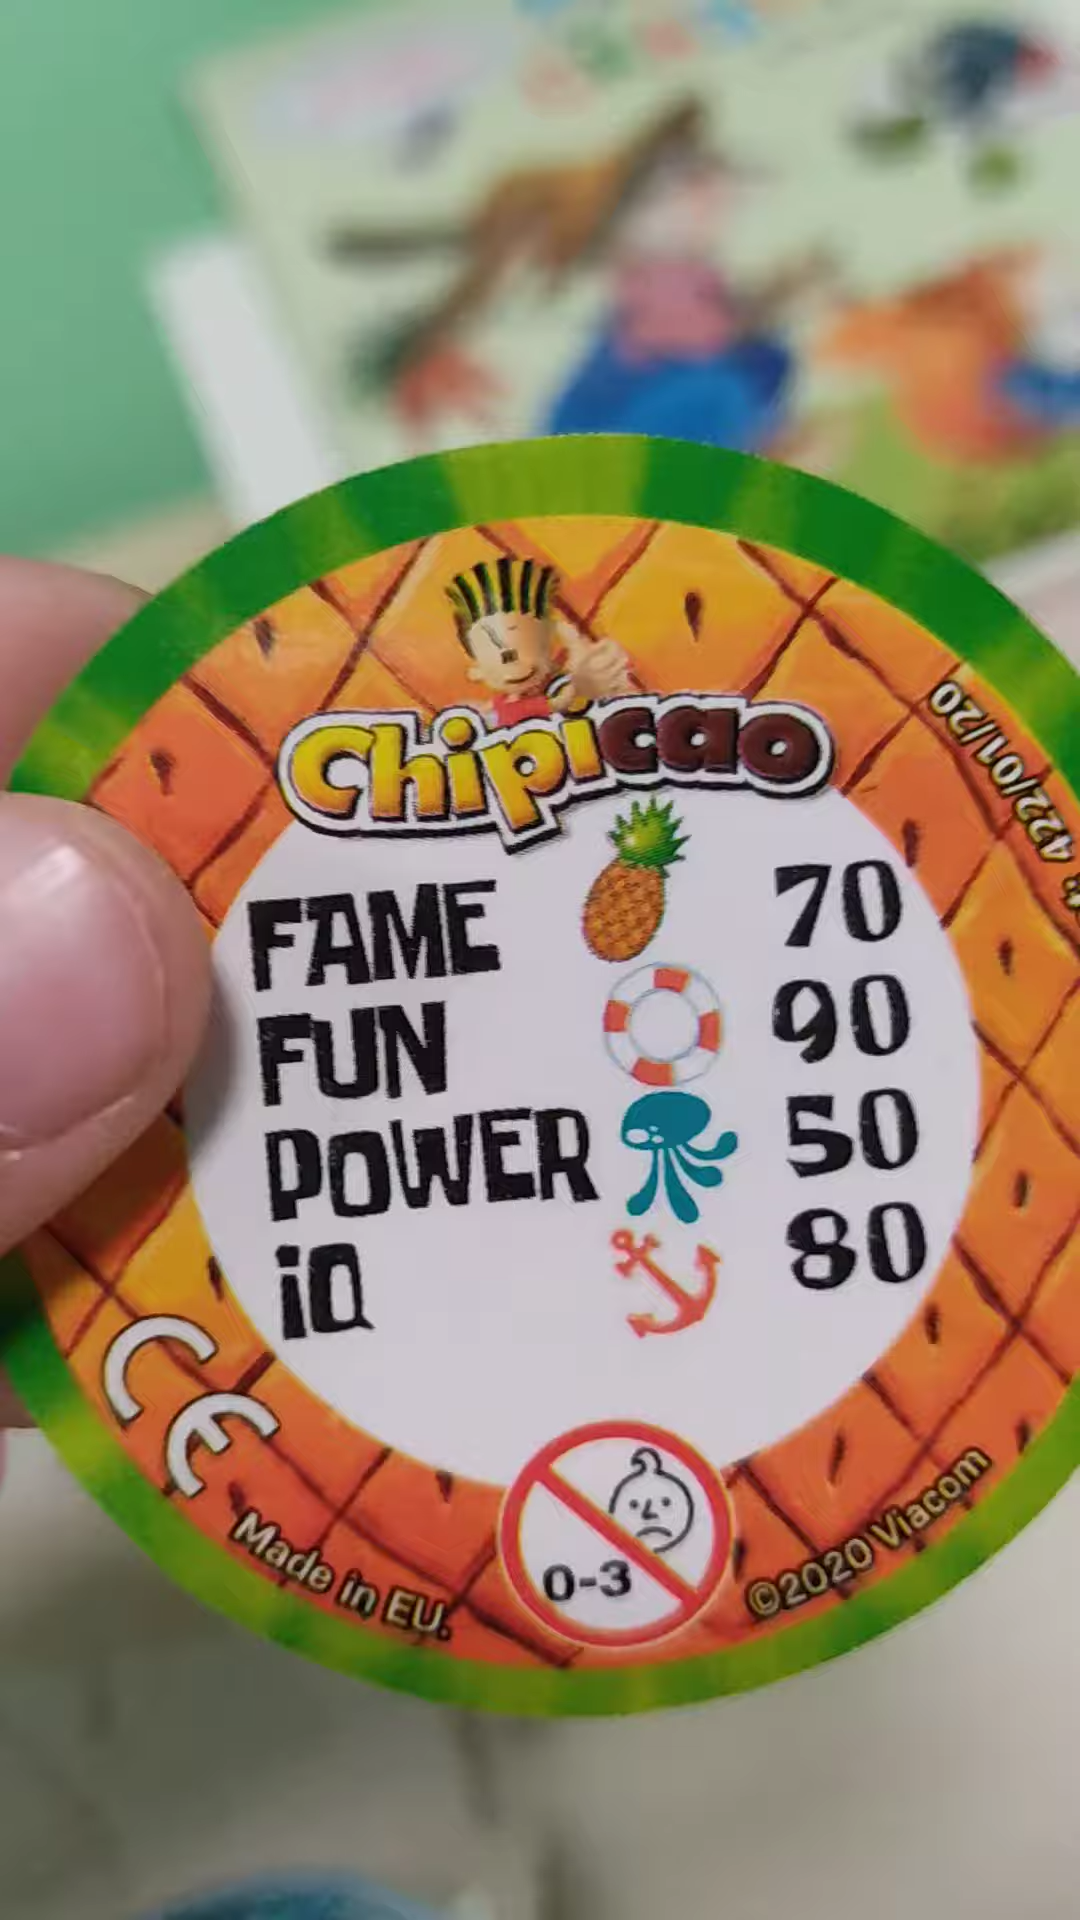 Chipicao
FAME 70
FUN 90
POWER 50
iQ 80
422/01/20
CE
Made in EU.
0-3
©2020 Viacom